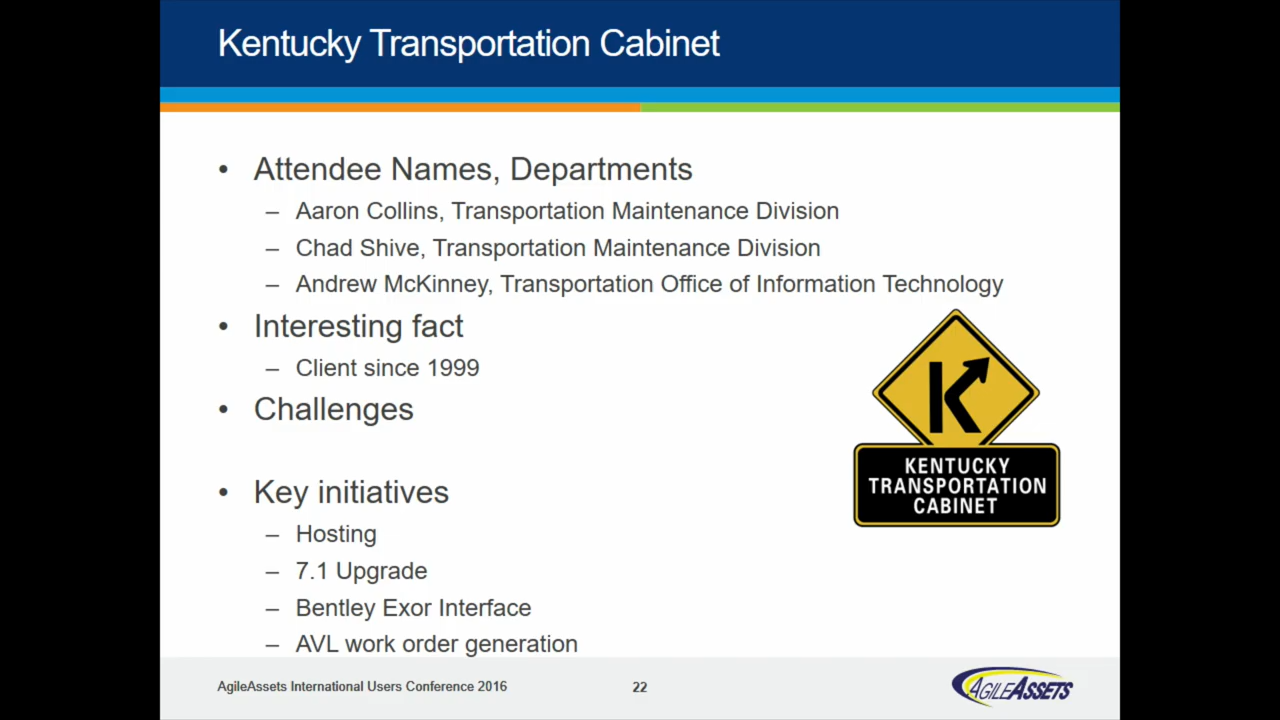 Kentucky Transportation Cabinet
• Attendee Names, Departments
– Aaron Collins, Transportation Maintenance Division
– Chad Shive, Transportation Maintenance Division
– Andrew McKinney, Transportation Office of Information Technology
• Interesting fact
– Client since 1999
• Challenges
• Key initiatives
– Hosting
– 7.1 Upgrade
– Bentley Exor Interface
– AVL work order generation
K
KENTUCKY
TRANSPORTATION
CABINET
AgileAssets International Users Conference 2016
22
AGILEASSETS